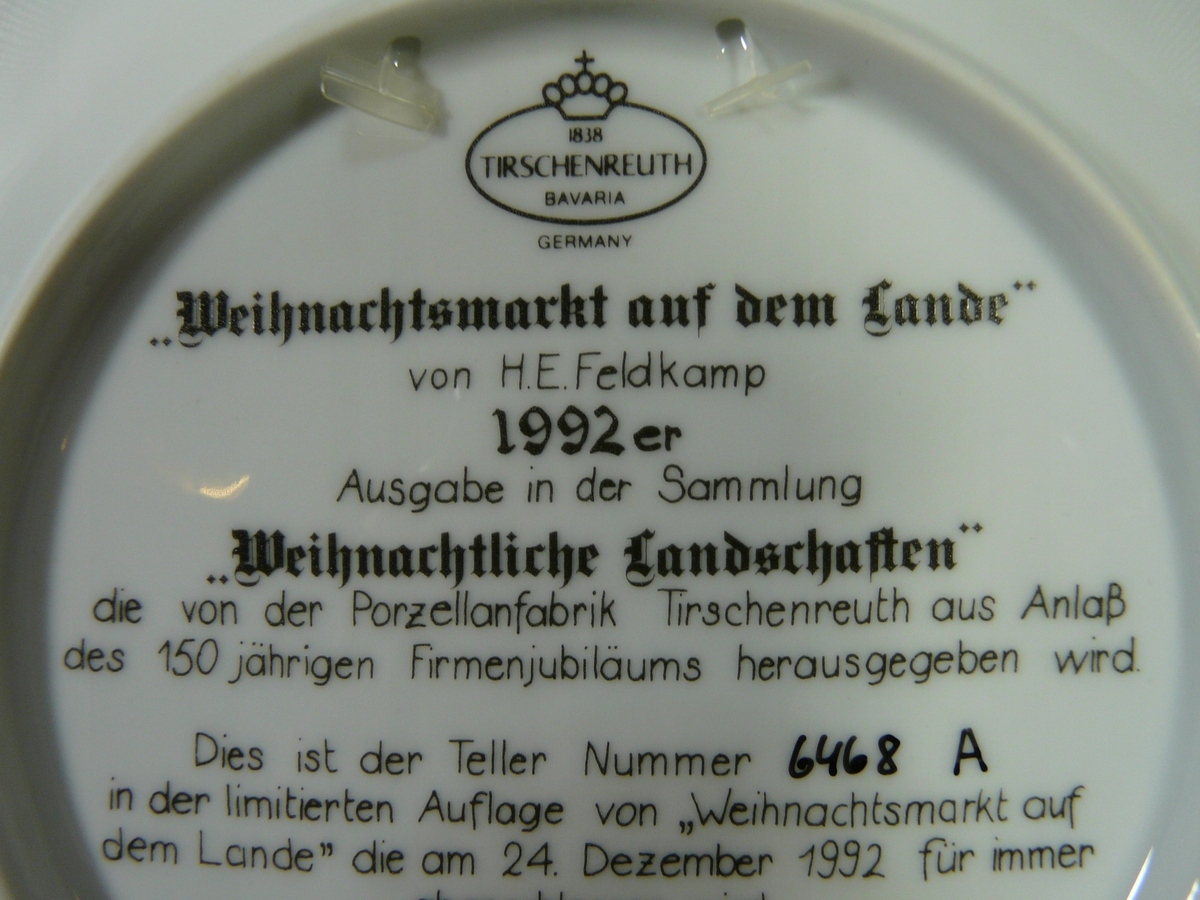 1838
TIRSCHENREUTH
BAVARIA
GERMANY
„Weihnachtsmarkt auf dem Lande“
von H.E.Feldkamp
1992er
Ausgabe in der Sammlung
„Weihnachtliche Landschaften“
die von der Porzellanfabrik Tirschenreuth aus Anlaß
des 150 jährigen Firmenjubiläums herausgegeben wird.
Dies ist der Teller Nummer 6468 A
in der limitierten Auflage von „Weihnachtsmarkt auf
dem Lande” die am 24. Dezember 1992 für immer